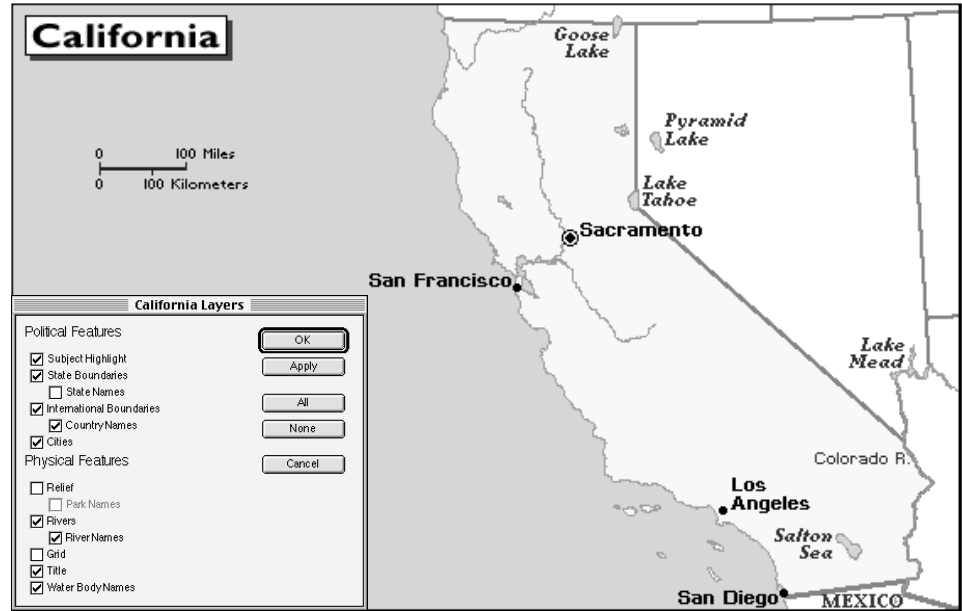 California
Goose
Lake
Pyramid
Lake
0 100 Miles
0 100 Kilometers
Lake
Tahoe
Sacramento
San Francisco
California Layers
Political Features
OK
Subject Highlight
Apply
State Boundaries
State Names
All
International Boundaries
Country Names
None
Cities
Physical Features
Cancel
Relief
Park Names
Rivers
River Names
Grid
Title
Water Body Names
Lake
Mead
Colorado R.
Los
Angeles
Salton
Sea
San Diego
MEXICO